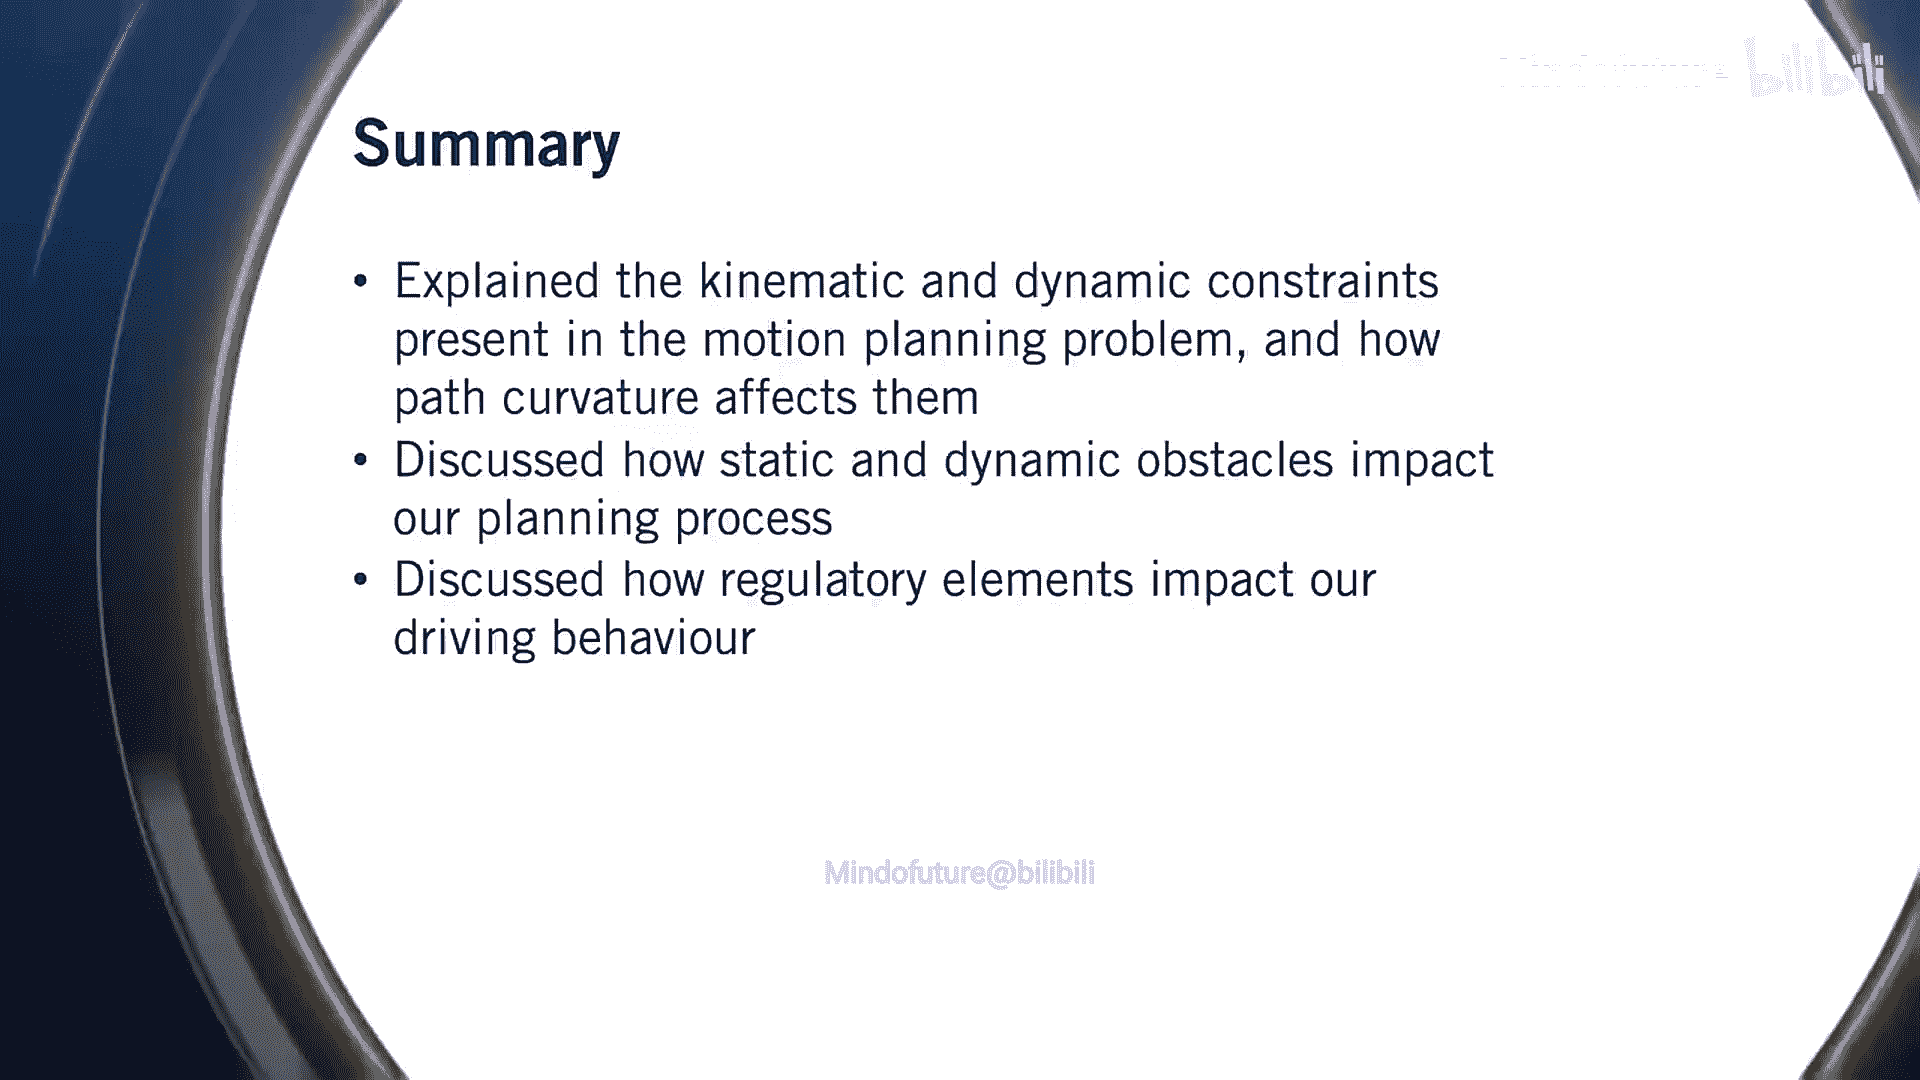 bilibili
Summary
• Explained the kinematic and dynamic constraints
present in the motion planning problem, and how
path curvature affects them
• Discussed how static and dynamic obstacles impact
our planning process
• Discussed how regulatory elements impact our
driving behaviour
Mindofuture@bilibili